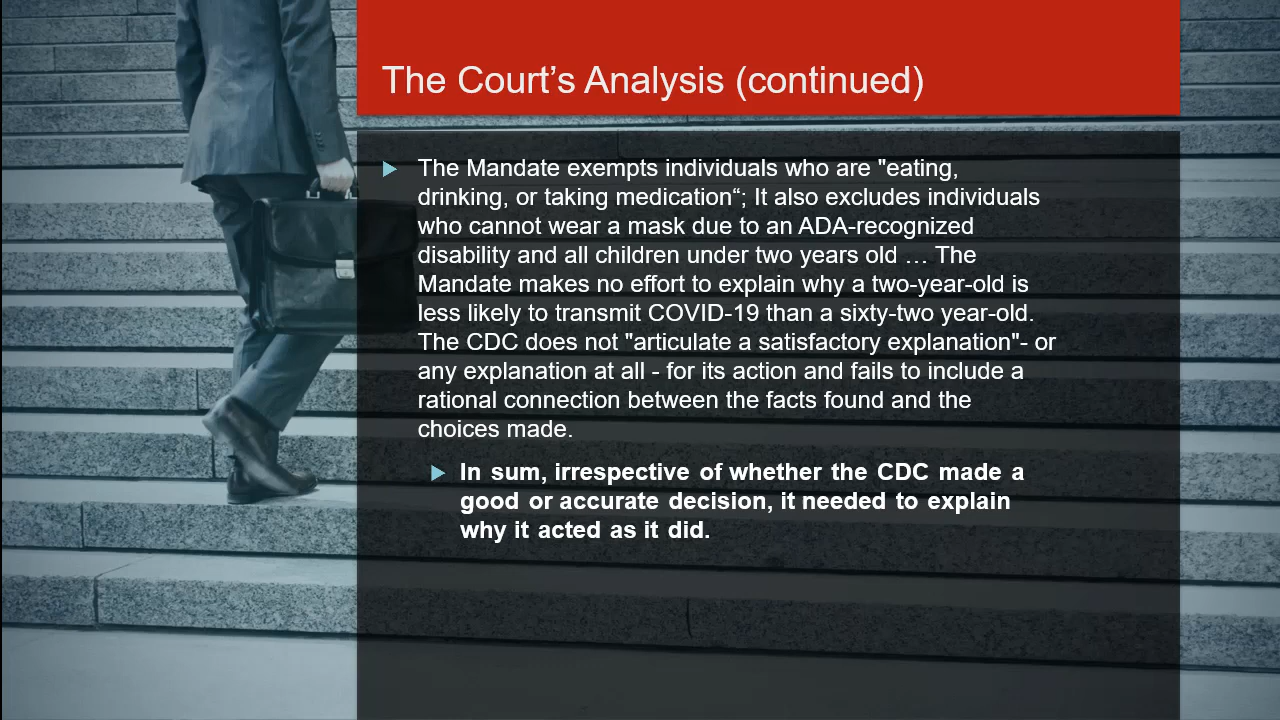 The Court’s Analysis (continued)
The Mandate exempts individuals who are "eating,
drinking, or taking medication“; It also excludes individuals
who cannot wear a mask due to an ADA-recognized
disability and all children under two years old … The
Mandate makes no effort to explain why a two-year-old is
less likely to transmit COVID-19 than a sixty-two year-old.
The CDC does not "articulate a satisfactory explanation"- or
any explanation at all - for its action and fails to include a
rational connection between the facts found and the
choices made.
In sum, irrespective of whether the CDC made a
good or accurate decision, it needed to explain
why it acted as it did.